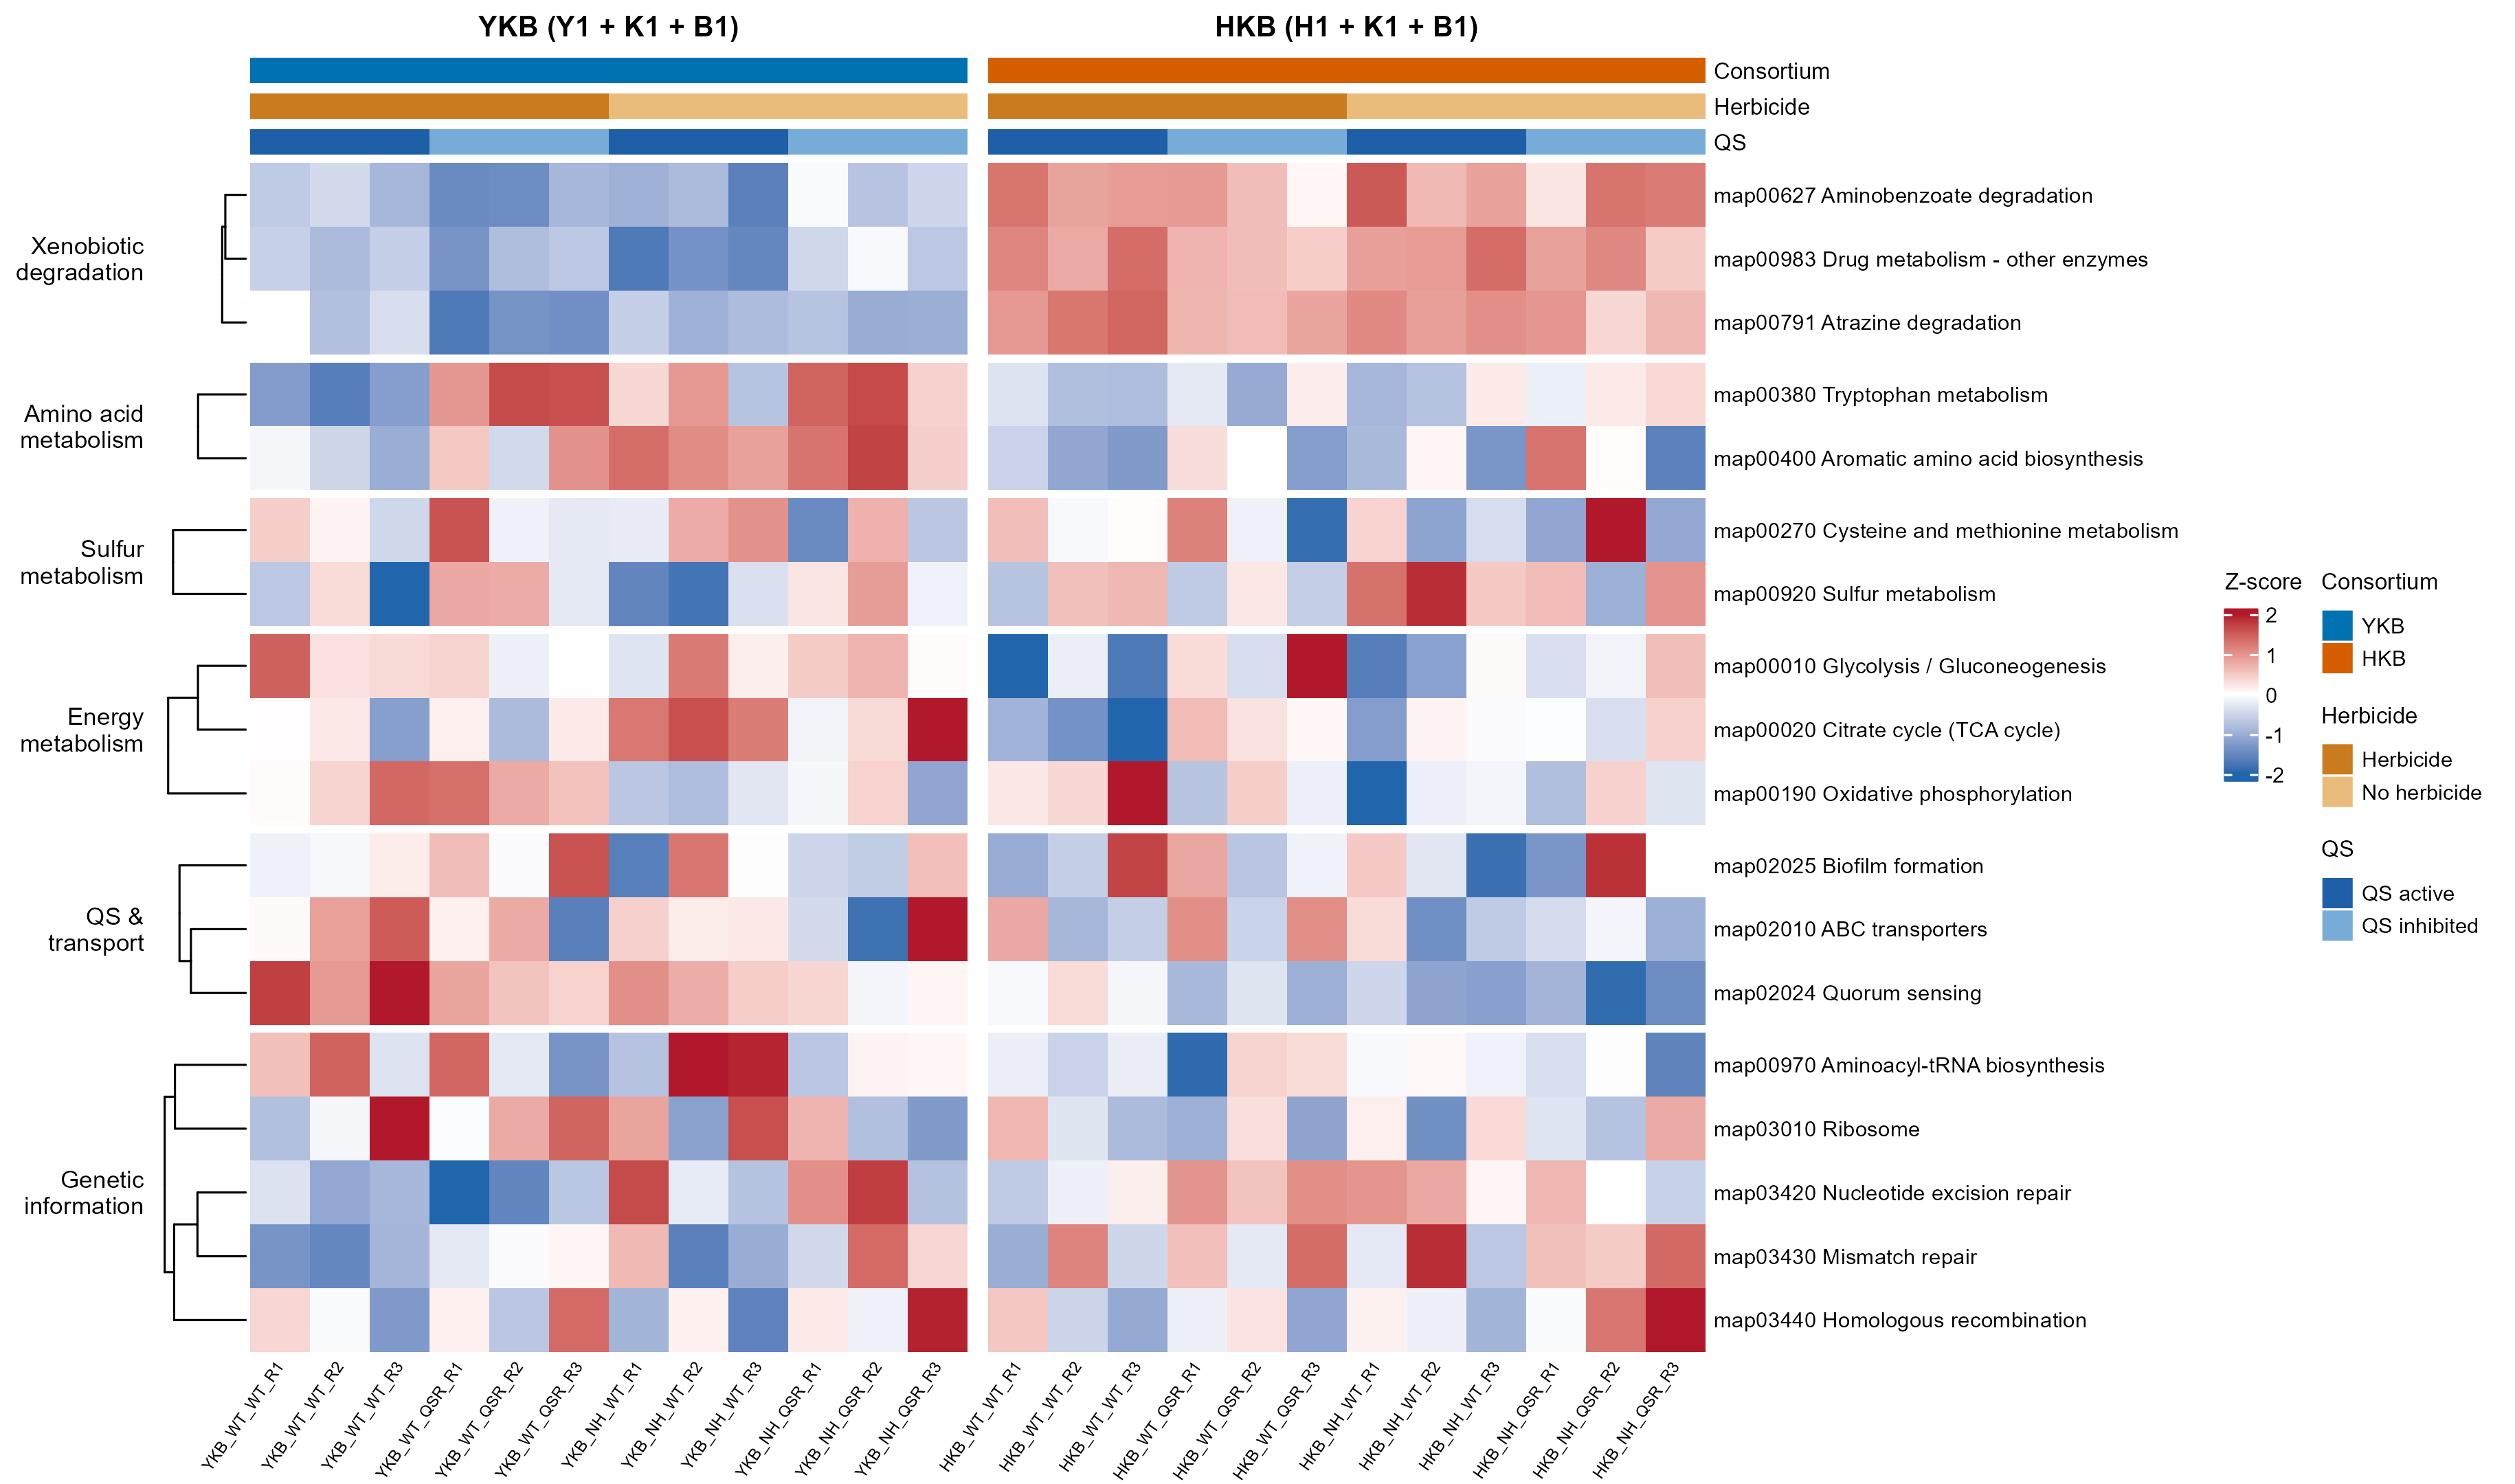 YKB (Y1 + K1 + B1)
HKB (H1 + K1 + B1)
Consortium
Herbicide
QS
Xenobiotic
degradation
map00627 Aminobenzoate degradation
map00983 Drug metabolism - other enzymes
map00791 Atrazine degradation
Amino acid
metabolism
map00380 Tryptophan metabolism
map00400 Aromatic amino acid biosynthesis
Sulfur
metabolism
map00270 Cysteine and methionine metabolism
map00920 Sulfur metabolism
Energy
metabolism
map00010 Glycolysis / Gluconeogenesis
map00020 Citrate cycle (TCA cycle)
map00190 Oxidative phosphorylation
QS &
transport
map02025 Biofilm formation
map02010 ABC transporters
map02024 Quorum sensing
Genetic
information
map00970 Aminoacyl-tRNA biosynthesis
map03010 Ribosome
map03420 Nucleotide excision repair
map03430 Mismatch repair
map03440 Homologous recombination
YKB_WT_WT_R1
YKB_WT_WT_R2
YKB_WT_WT_R3
YKB_WT_QSR_R1
YKB_WT_QSR_R2
YKB_WT_QSR_R3
YKB_NH_WT_R1
YKB_NH_WT_R2
YKB_NH_WT_R3
YKB_NH_QSR_R1
YKB_NH_QSR_R2
YKB_NH_QSR_R3
HKB_WT_WT_R1
HKB_WT_WT_R2
HKB_WT_WT_R3
HKB_WT_QSR_R1
HKB_WT_QSR_R2
HKB_WT_QSR_R3
HKB_NH_WT_R1
HKB_NH_WT_R2
HKB_NH_WT_R3
HKB_NH_QSR_R1
HKB_NH_QSR_R2
HKB_NH_QSR_R3
Z-score
2
1
0
-1
-2
Consortium
YKB
HKB
Herbicide
Herbicide
No herbicide
QS
QS active
QS inhibited